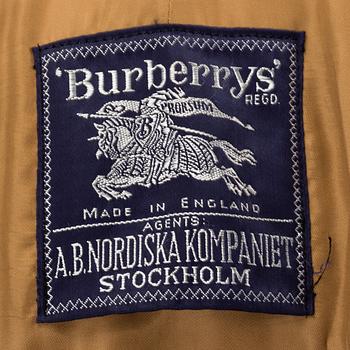 'Burberrys'
REGD.
PRORSUM
MADE IN ENGLAND
AGENTS:
A.B. NORDISKA KOMPANIET
STOCKHOLM